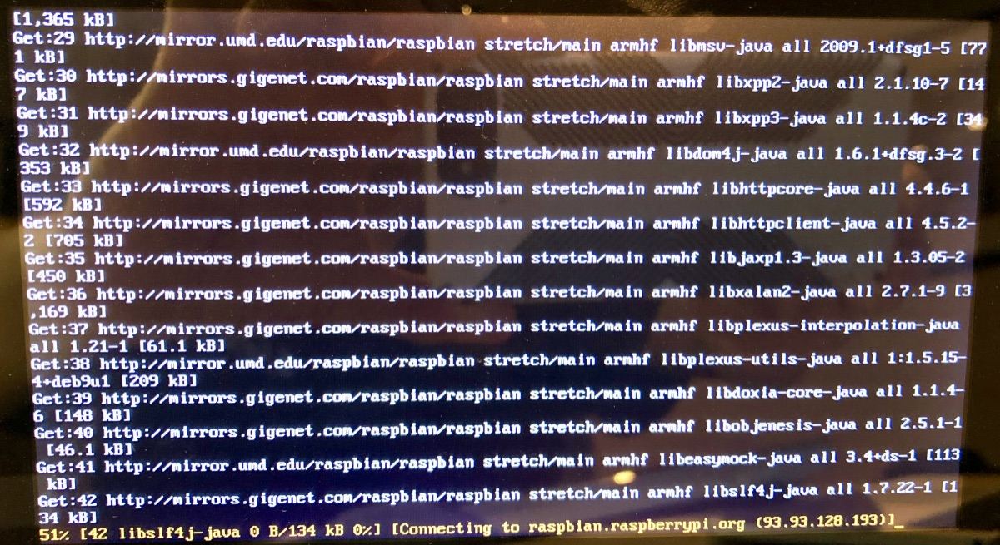 [1,365 kB]
Get:29 http://mirror.umd.edu/raspbian/raspbian stretch/main armhf libmsv-java all 2009.1+dfsg1-5 [77
1 kB]
Get:30 http://mirrors.gigenet.com/raspbian/raspbian stretch/main armhf libxpp2-java all 2.1.10-7 [14
7 kB]
Get:31 http://mirrors.gigenet.com/raspbian/raspbian stretch/main armhf libxpp3-java all 1.1.4c-2 [34
9 kB]
Get:32 http://mirror.umd.edu/raspbian/raspbian stretch/main armhf libdom4j-java all 1.6.1+dfsg.3-2 [
353 kB]
Get:33 http://mirrors.gigenet.com/raspbian/raspbian stretch/main armhf libhttpcore-java all 4.4.6-1
[592 kB]
Get:34 http://mirrors.gigenet.com/raspbian/raspbian stretch/main armhf libhttpclient-java all 4.5.2-
2 [705 kB]
Get:35 http://mirrors.gigenet.com/raspbian/raspbian stretch/main armhf libjaxp1.3-java all 1.3.05-2
[450 kB]
Get:36 http://mirrors.gigenet.com/raspbian/raspbian stretch/main armhf libxalan2-java all 2.7.1-9 [3
,169 kB]
Get:37 http://mirrors.gigenet.com/raspbian/raspbian stretch/main armhf libplexus-interpolation-java
all 1.21-1 [61.1 kB]
Get:38 http://mirror.umd.edu/raspbian/raspbian stretch/main armhf libplexus-utils-java all 1:1.5.15-
4+deb9u1 [209 kB]
Get:39 http://mirrors.gigenet.com/raspbian/raspbian stretch/main armhf libdoxia-core-java all 1.1.4-
6 [148 kB]
Get:40 http://mirrors.gigenet.com/raspbian/raspbian stretch/main armhf libobjenesis-java all 2.5.1-1
[46.1 kB]
Get:41 http://mirror.umd.edu/raspbian/raspbian stretch/main armhf libeasymock-java all 3.4+ds-1 [113
kB]
Get:42 http://mirrors.gigenet.com/raspbian/raspbian stretch/main armhf libslf4j-java all 1.7.22-1 [1
34 kB]
51% [42 libslf4j-java 0 B/134 kB 0%] [Connecting to raspbian.raspberrypi.org (93.93.128.193)]_